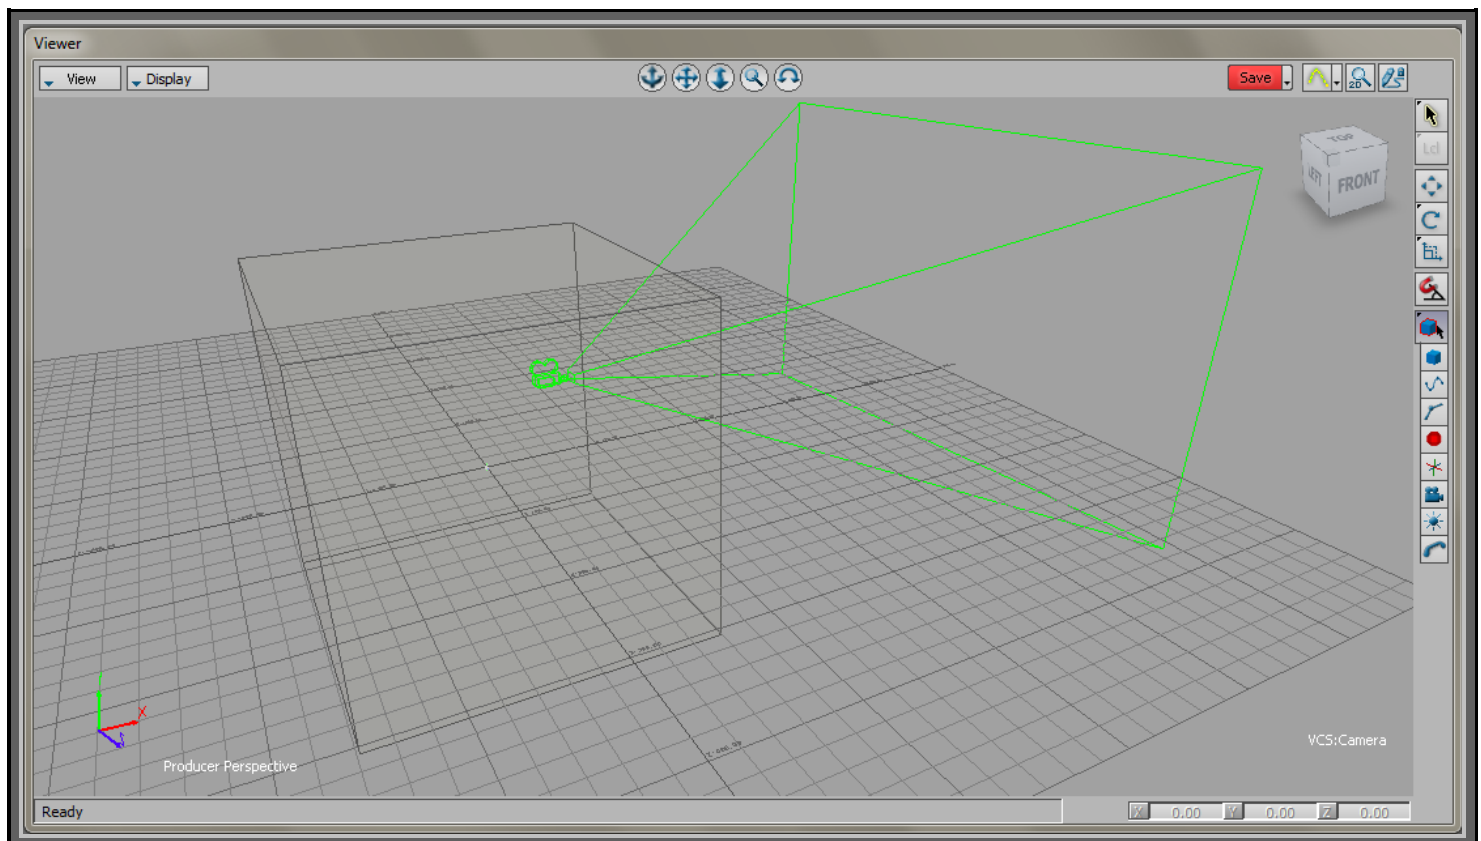 Viewer
View
Display
Save
2D
TOP
LEFT
FRONT
Lcl
X
Producer Perspective
VCS:Camera
Ready
X 0.00 Y 0.00 Z 0.00